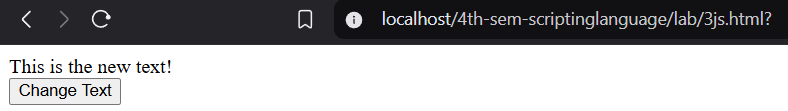 localhost/4th-sem-scriptinglanguage/lab/3js.html?
This is the new text!
Change Text